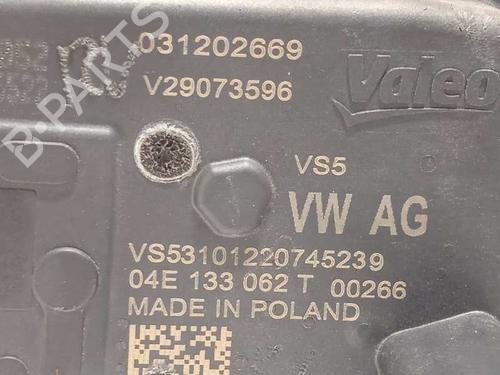 031202669
V29073596
Valeo
B-PARTS
VS5
VW AG
VS53101220745239
04E 133 062 T 00266
MADE IN POLAND